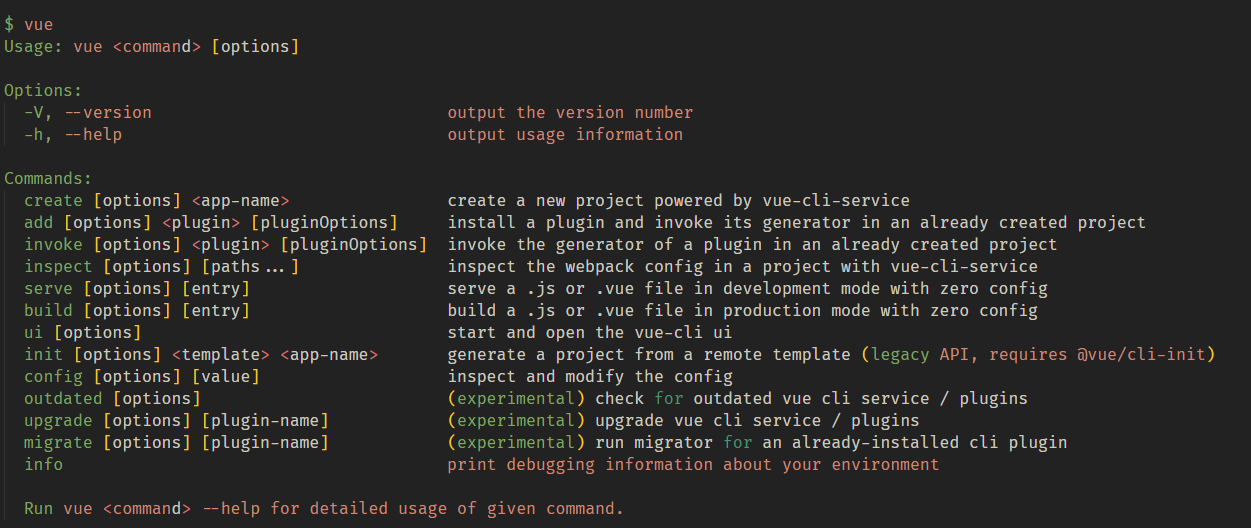 $ vue
Usage: vue <command> [options]
Options:
-V, --version output the version number
-h, --help output usage information
Commands:
create [options] <app-name> create a new project powered by vue-cli-service
add [options] <plugin> [pluginOptions] install a plugin and invoke its generator in an already created project
invoke [options] <plugin> [pluginOptions] invoke the generator of a plugin in an already created project
inspect [options] [paths...] inspect the webpack config in a project with vue-cli-service
serve [options] [entry] serve a .js or .vue file in development mode with zero config
build [options] [entry] build a .js or .vue file in production mode with zero config
ui [options] start and open the vue-cli ui
init [options] <template> <app-name> generate a project from a remote template (legacy API, requires @vue/cli-init)
config [options] [value] inspect and modify the config
outdated [options] (experimental) check for outdated vue cli service / plugins
upgrade [options] [plugin-name] (experimental) upgrade vue cli service / plugins
migrate [options] [plugin-name] (experimental) run migrator for an already-installed cli plugin
info print debugging information about your environment
Run vue <command> --help for detailed usage of given command.